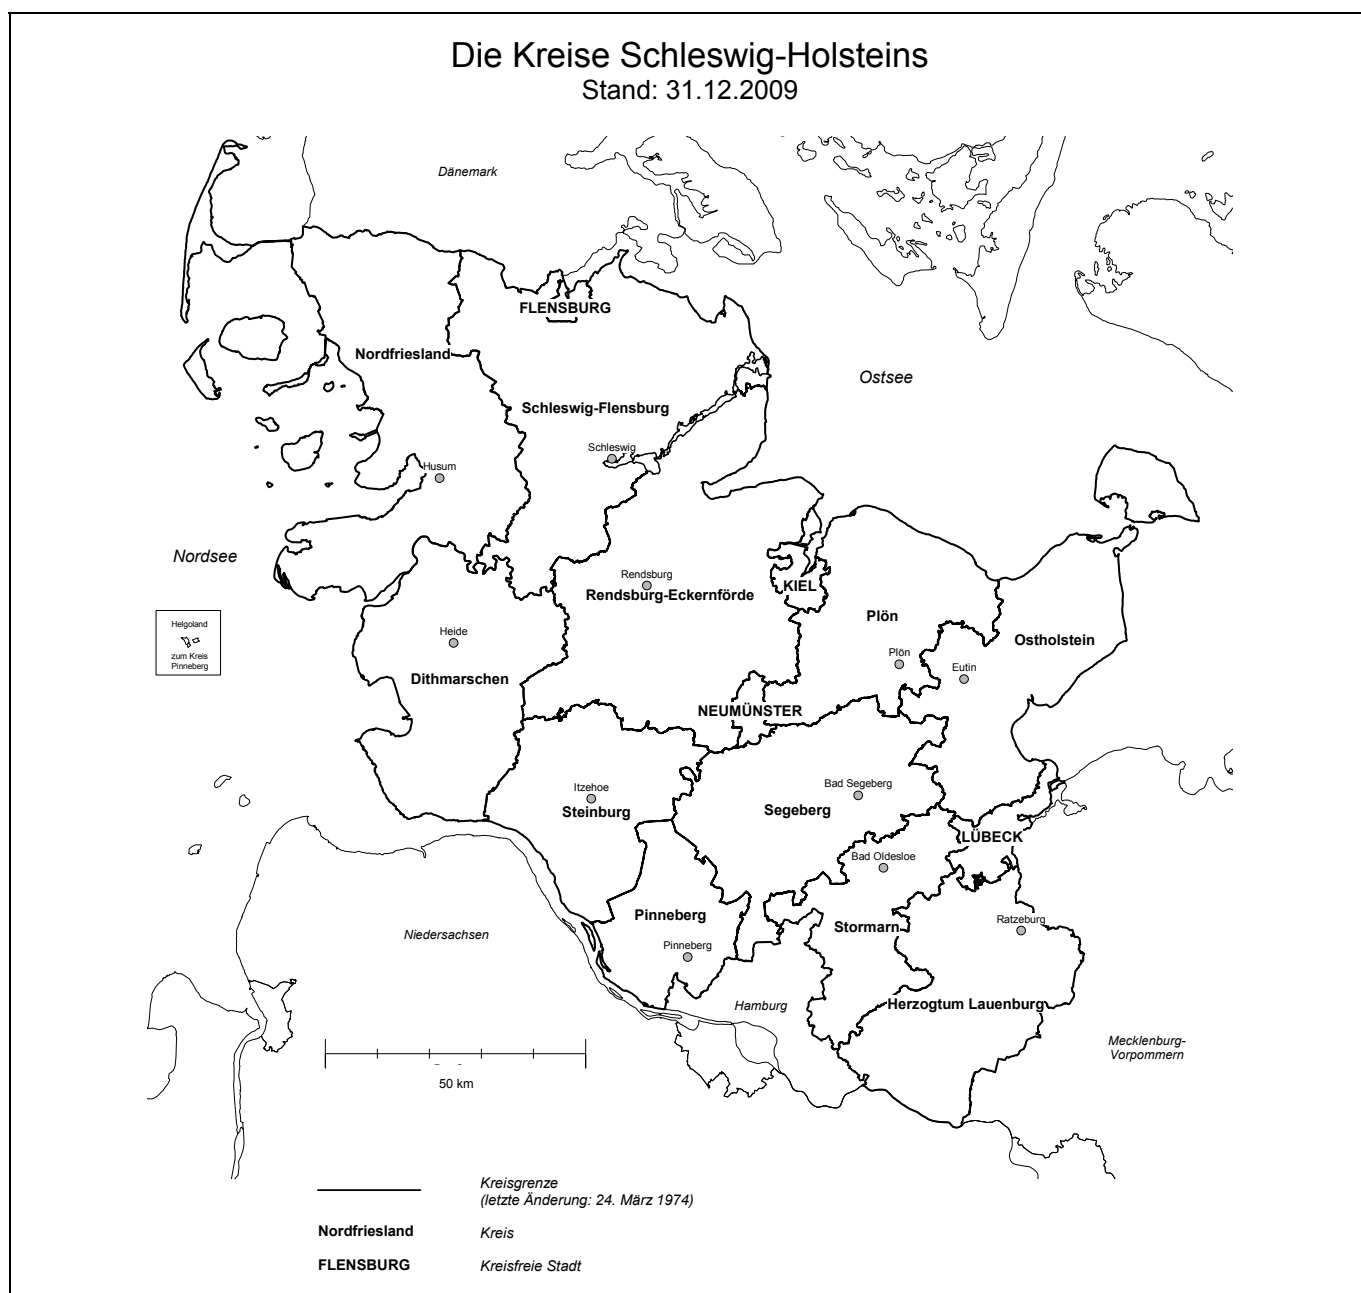 Die Kreise Schleswig-Holsteins
Stand: 31.12.2009
Dänemark
FLENSBURG
Nordfriesland
Ostsee
Schleswig-Flensburg
Schleswig
Husum
Nordsee
Rendsburg
Rendsburg-Eckernförde
KIEL
Plön
Helgoland
zum Kreis
Pinneberg
Heide
Ostholstein
Plön
Eutin
Dithmarschen
NEUMÜNSTER
Itzehoe
Steinburg
Bad Segeberg
Segeberg
LÜBECK
Bad Oldesloe
Pinneberg
Stormarn
Ratzeburg
Niedersachsen
Pinneberg
Hamburg
Herzogtum Lauenburg
Mecklenburg-
Vorpommern
50 km
Kreisgrenze
(letzte Änderung: 24. März 1974)
Nordfriesland
Kreis
FLENSBURG
Kreisfreie Stadt